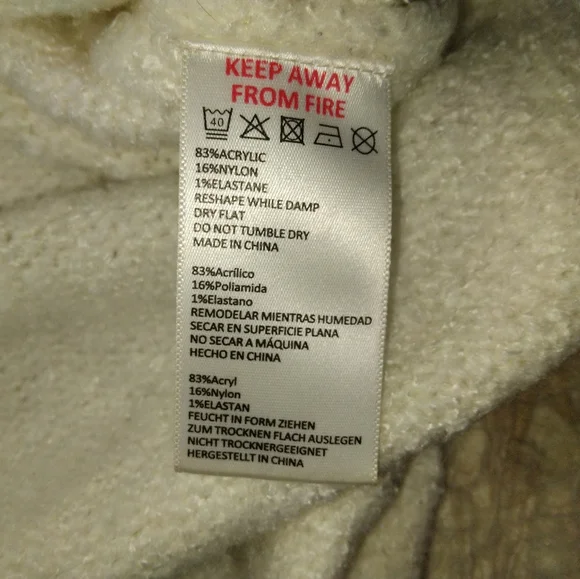 KEEP AWAY
FROM FIRE
40
83%ACRYLIC
16%NYLON
1%ELASTANE
RESHAPE WHILE DAMP
DRY FLAT
DO NOT TUMBLE DRY
MADE IN CHINA
83%Acrílico
16%Poliamida
1%Elastano
REMODELAR MIENTRAS HUMEDAD
SECAR EN SUPERFICIE PLANA
NO SECAR A MÁQUINA
HECHO EN CHINA
83%Acryl
16%Nylon
1%ELASTAN
FEUCHT IN FORM ZIEHEN
ZUM TROCKNEN FLACH AUSLEGEN
NICHT TROCKNERGEEIGNET
HERGESTELLT IN CHINA